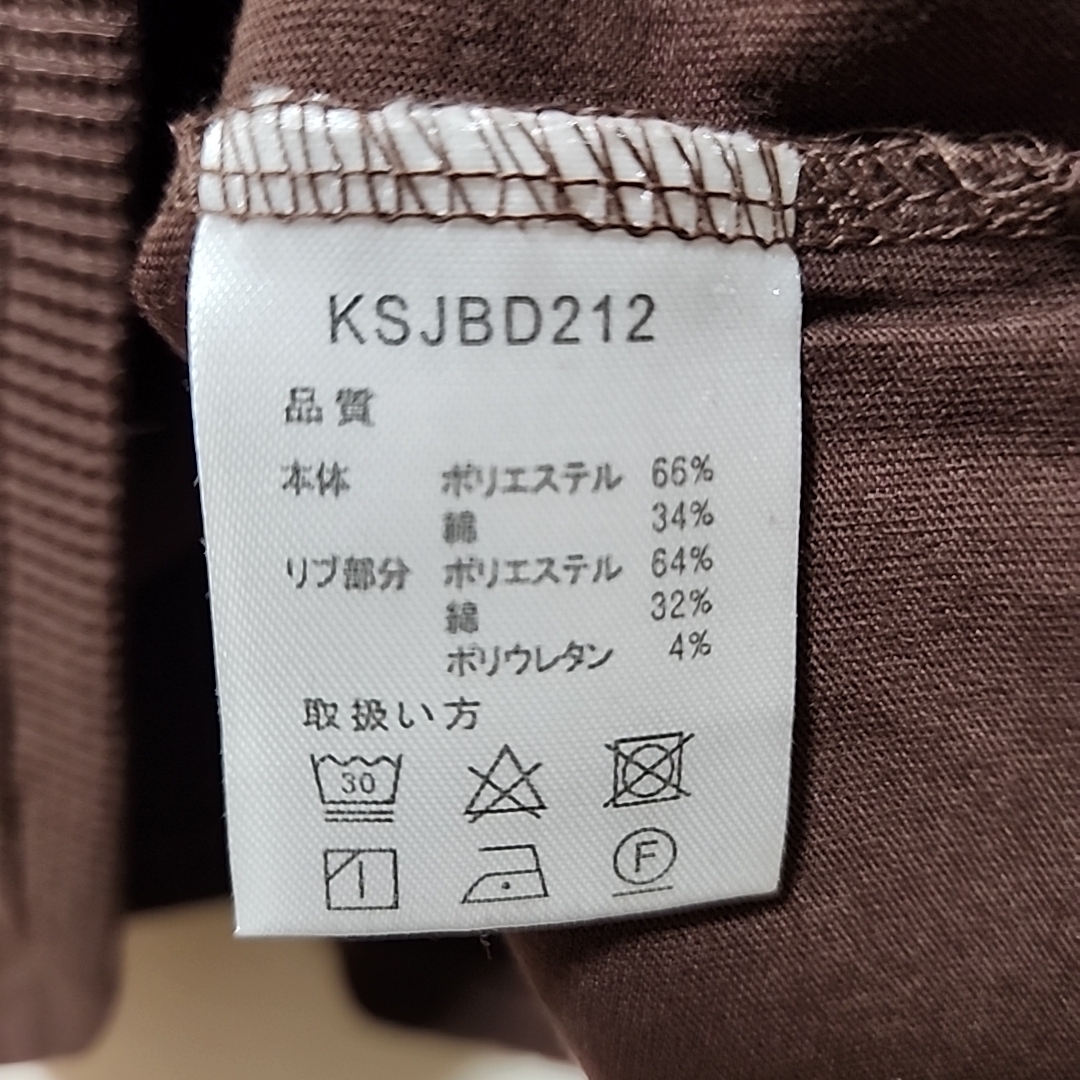 KSJBD212
品質
本体 ポリエステル 66%
綿 34%
リブ部分 ポリエステル 64%
綿 32%
ポリウレタン 4%
取扱い方
30
F